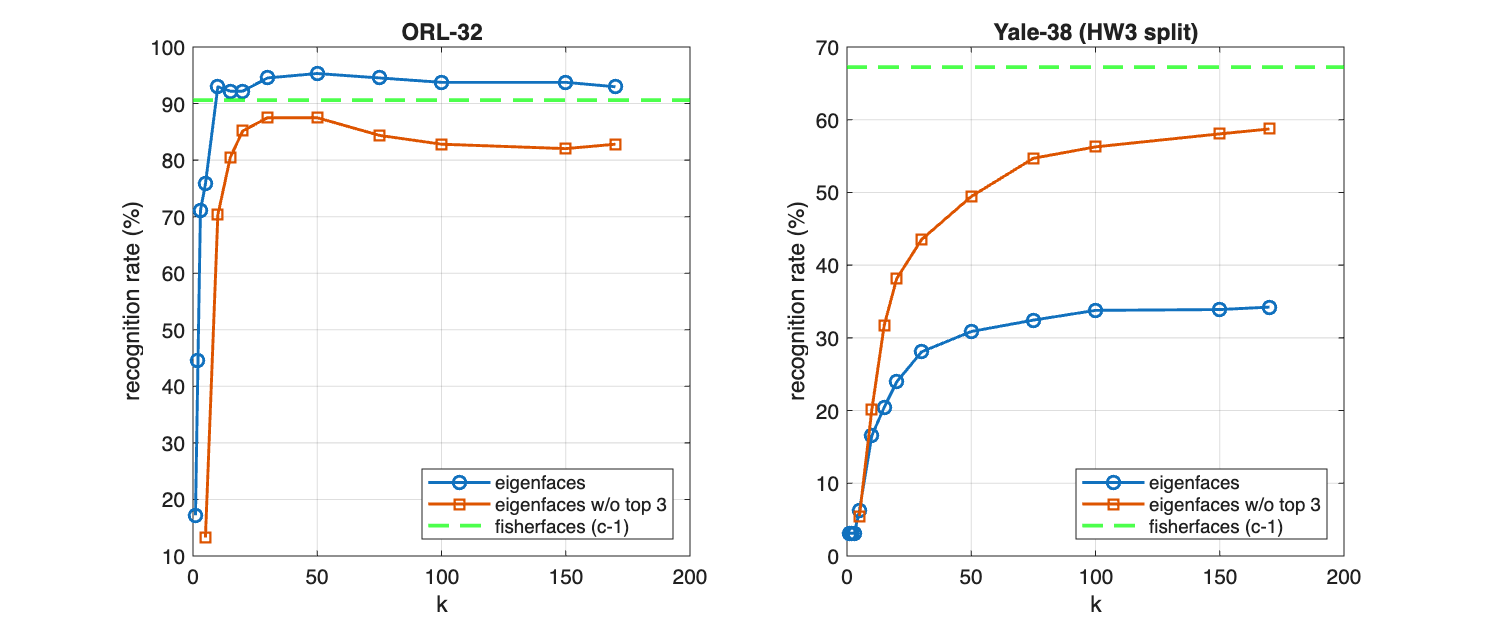 ORL-32
100
90
80
70
60
50
40
30
20
10
0
50
100
150
200
k
recognition rate (%)
eigenfaces
eigenfaces w/o top 3
fisherfaces (c-1)
Yale-38 (HW3 split)
70
60
50
40
30
20
10
0
0
50
100
150
200
k
recognition rate (%)
eigenfaces
eigenfaces w/o top 3
fisherfaces (c-1)